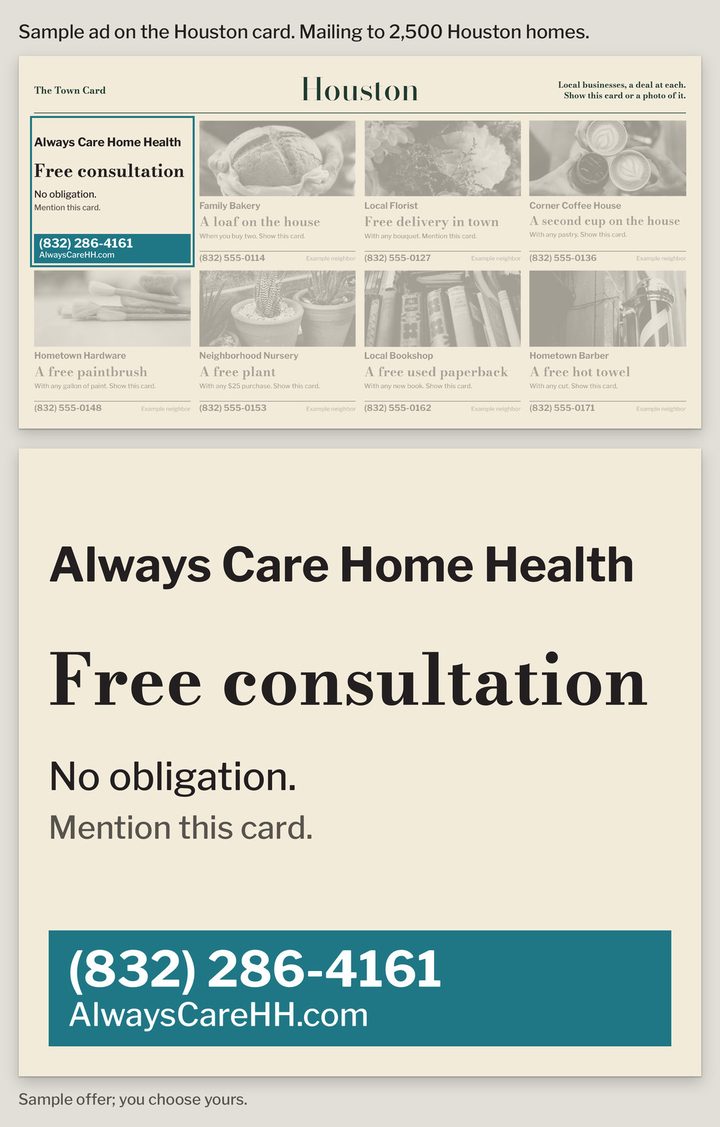 Sample ad on the Houston card. Mailing to 2,500 Houston homes.
The Town Card
Houston
Local businesses, a deal at each.
Show this card or a photo of it.
Always Care Home Health
Free consultation
No obligation.
Mention this card.
(832) 286-4161
AlwaysCareHH.com
Family Bakery
A loaf on the house
When you buy two. Show this card.
(832) 555-0114
Example neighbor
Local Florist
Free delivery in town
With any bouquet. Mention this card.
(832) 555-0127
Example neighbor
Corner Coffee House
A second cup on the house
With any pastry. Show this card.
(832) 555-0136
Example neighbor
Hometown Hardware
A free paintbrush
With any gallon of paint. Show this card.
(832) 555-0148
Example neighbor
Neighborhood Nursery
A free plant
With any $25 purchase. Show this card.
(832) 555-0153
Example neighbor
Local Bookshop
A free used paperback
With any new book. Show this card.
(832) 555-0162
Example neighbor
Hometown Barber
A free hot towel
With any cut. Show this card.
(832) 555-0171
Example neighbor
Always Care Home Health
Free consultation
No obligation.
Mention this card.
(832) 286-4161
AlwaysCareHH.com
Sample offer; you choose yours.